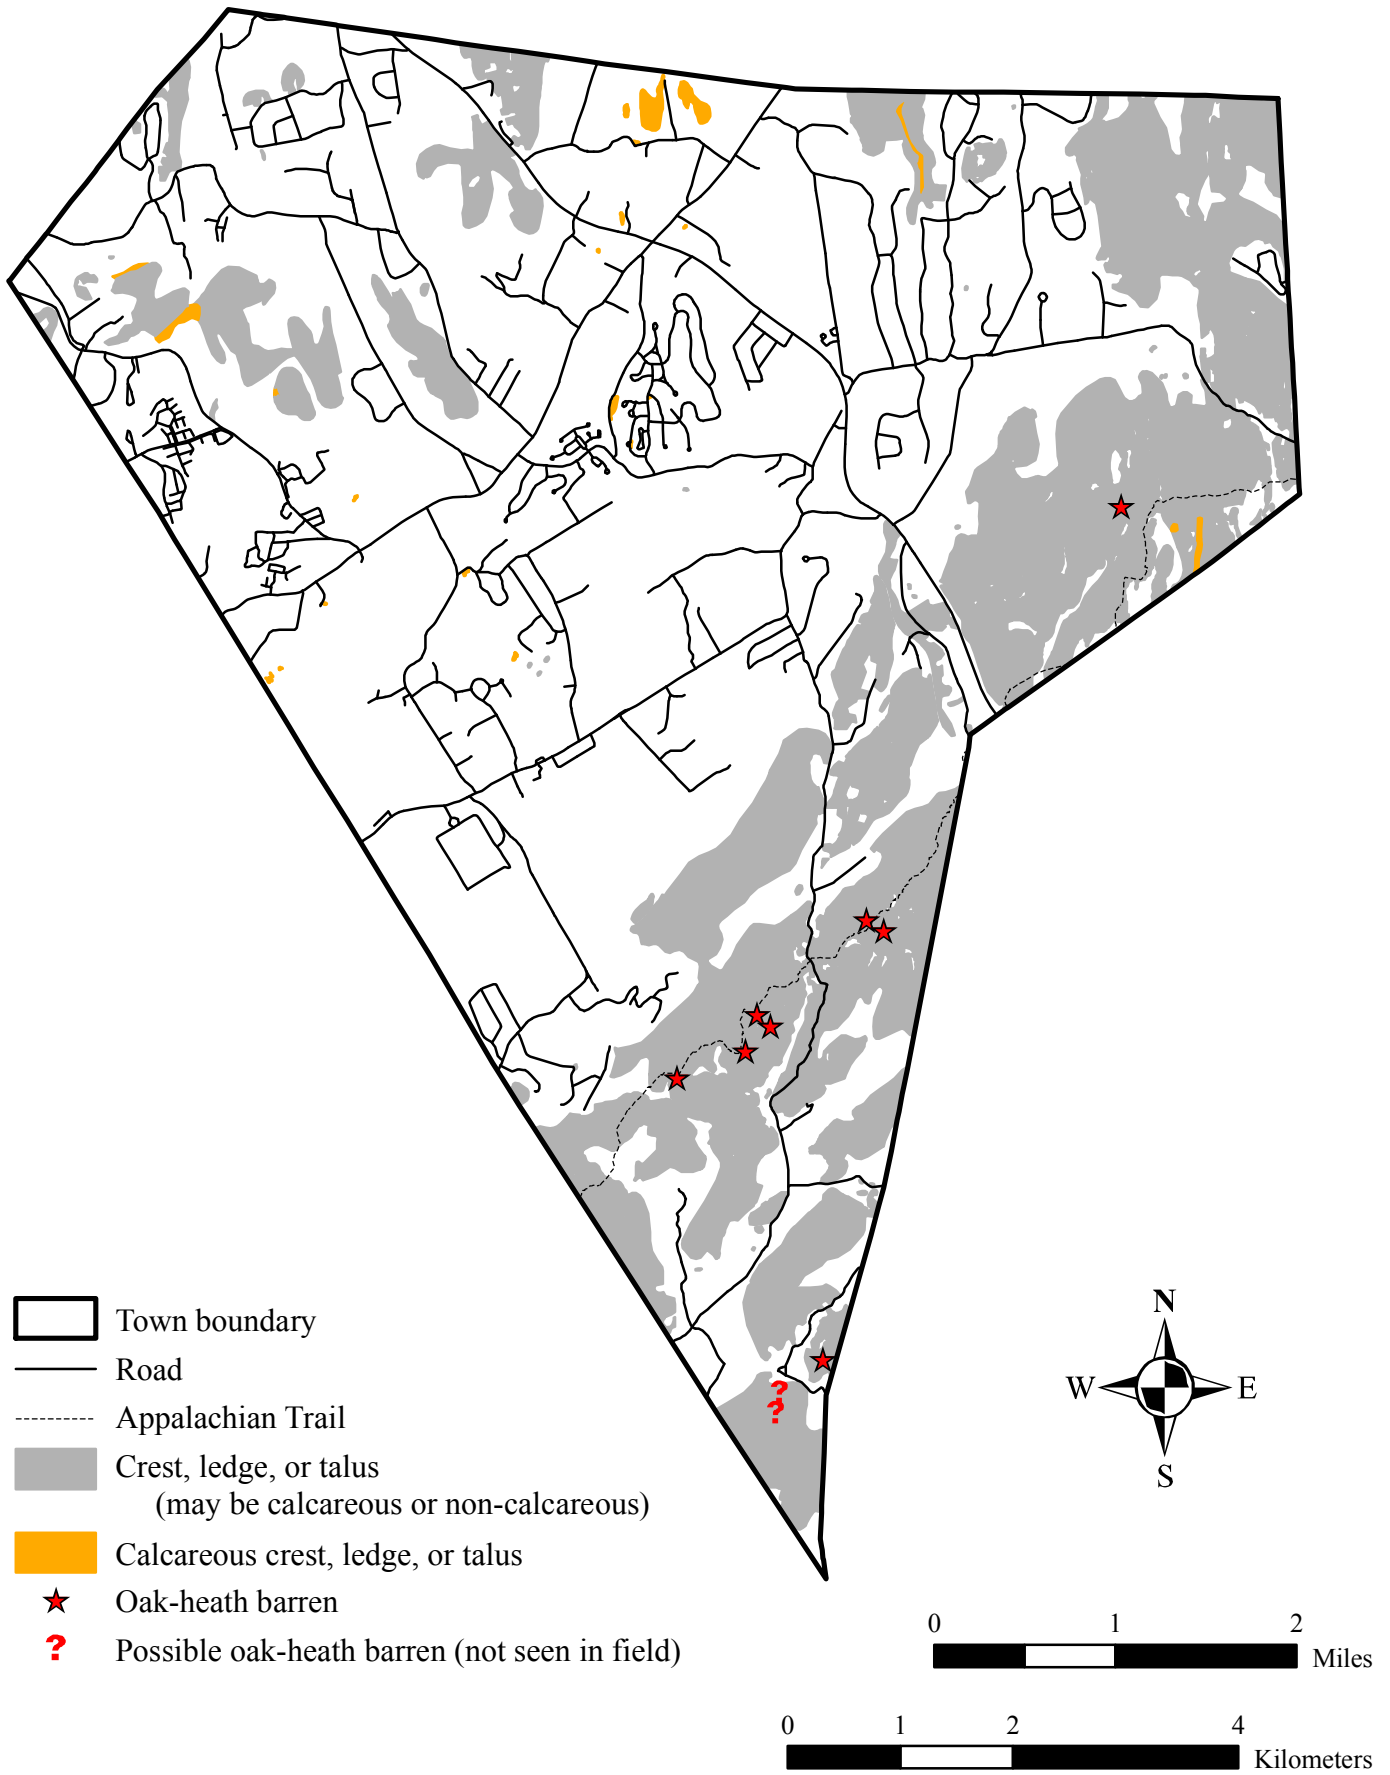 Town boundary
Road
Appalachian Trail
Crest, ledge, or talus
(may be calcareous or non-calcareous)
Calcareous crest, ledge, or talus
Oak-heath barren
? Possible oak-heath barren (not seen in field)
?
?
N
W E
S
0 1 2
Miles
0 1 2 4
Kilometers